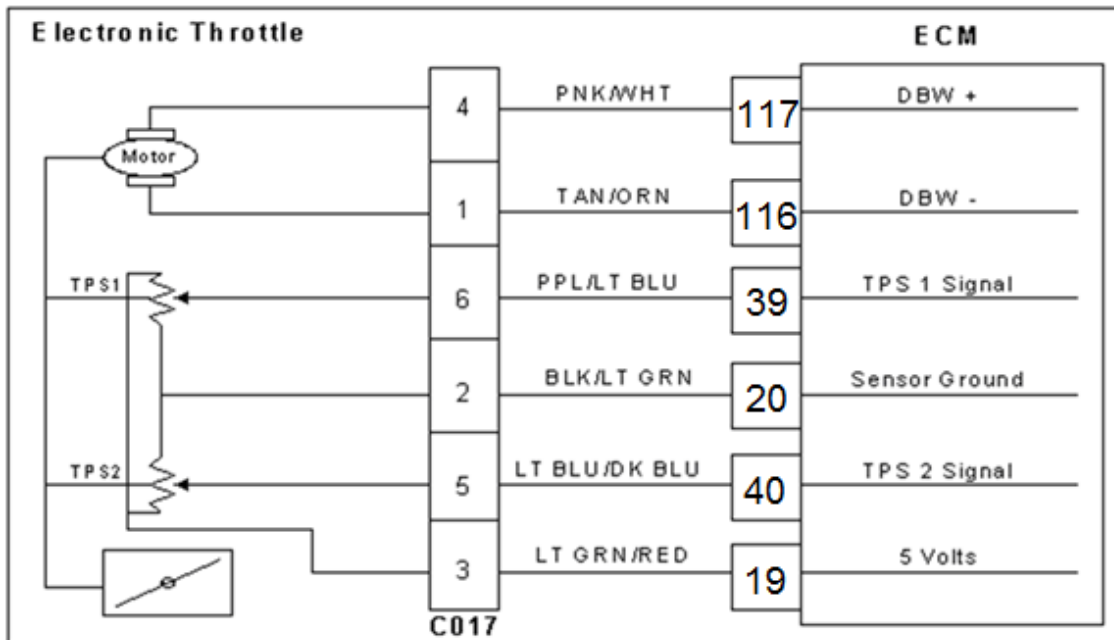 Electronic Throttle
ECM
4 PNK/WHT 117 DBW +
Motor
1 TAN/ORN 116 DBW -
TPS1 6 PPL/LT BLU 39 TPS 1 Signal
2 BLK/LT GRN 20 Sensor Ground
TPS2 5 LT BLU/DK BLU 40 TPS 2 Signal
3 LT GRN/RED 19 5 Volts
C017